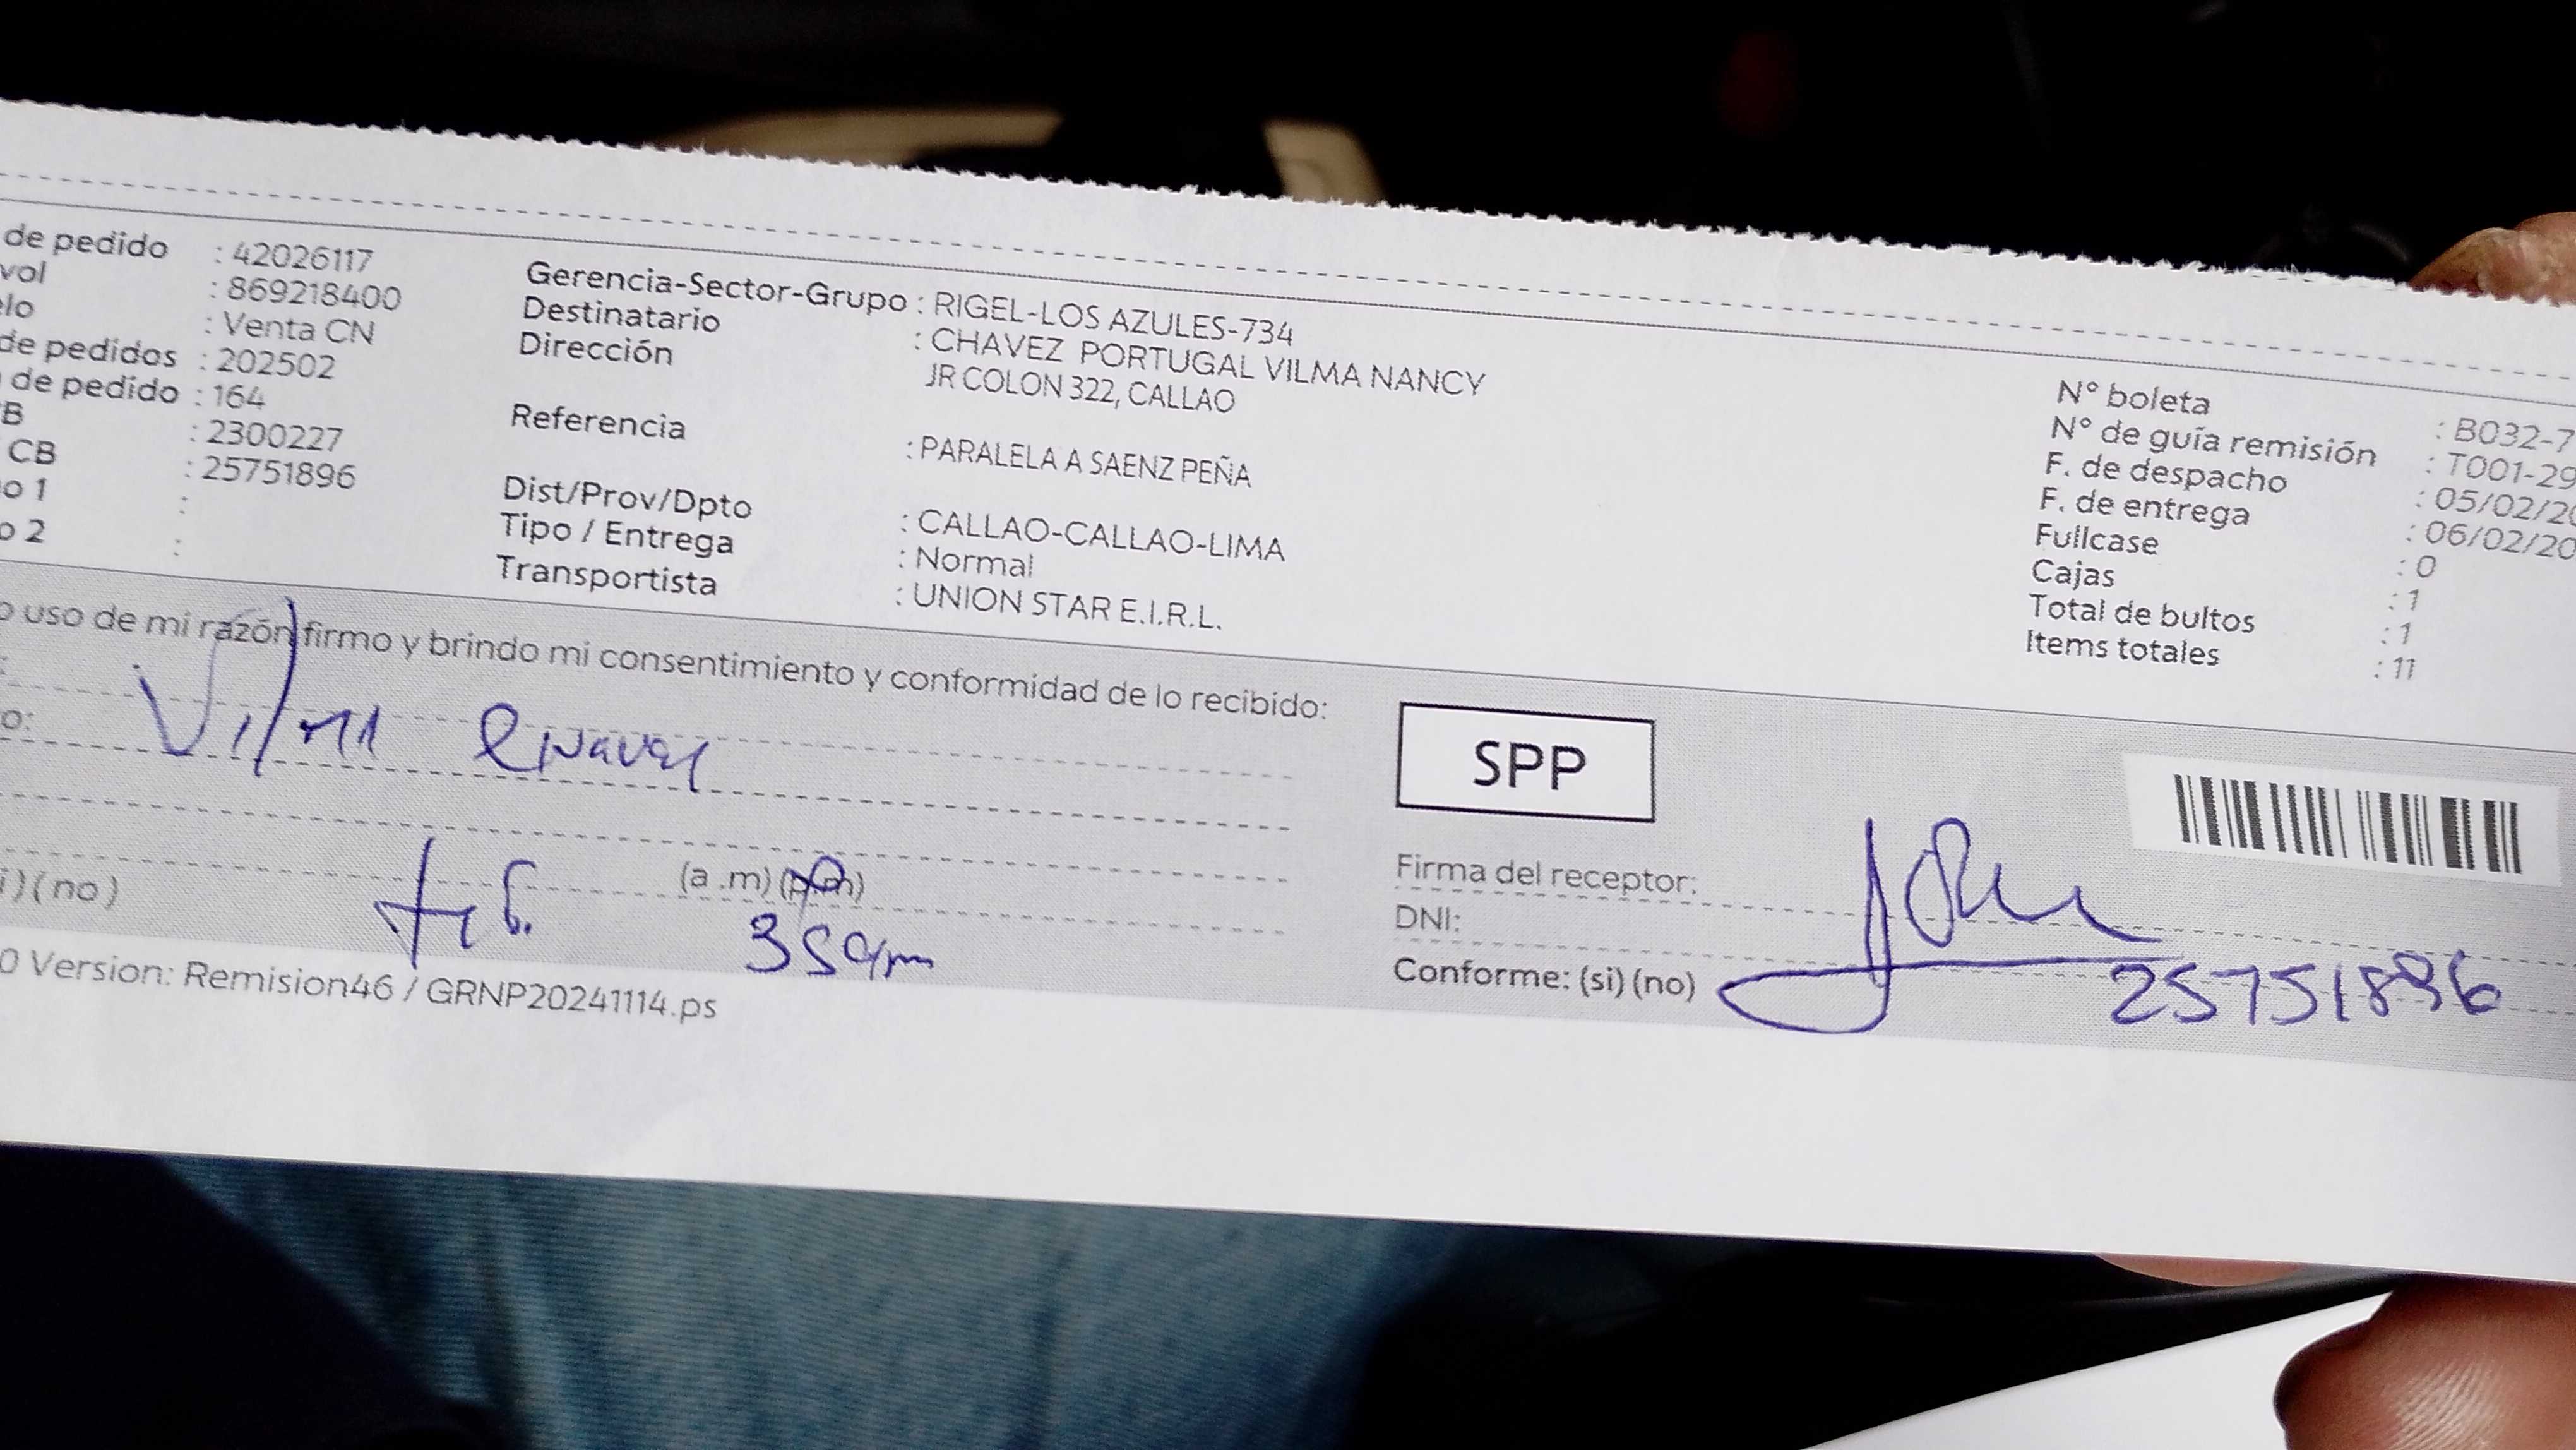 de pedido : 42026117
vol : 869218400
elo : Venta CN
de pedidos : 202502
de pedido : 164
B : 2300227
CB : 25751896
o 1 :
o 2 :
Gerencia-Sector-Grupo : RIGEL-LOS AZULES-734
Destinatario : CHAVEZ PORTUGAL VILMA NANCY
Dirección JR COLON 322, CALLAO
Referencia : PARALELA A SAENZ PEÑA
Dist/Prov/Dpto : CALLAO-CALLAO-LIMA
Tipo / Entrega : Normal
Transportista : UNION STAR E.I.R.L.
N° boleta : B032-7
N° de guía remisión : T001-29
F. de despacho : 05/02/20
F. de entrega : 06/02/20
Fullcase : 0
Cajas : 1
Total de bultos : 1
Items totales : 11
o uso de mi razón firmo y brindo mi consentimiento y conformidad de lo recibido:
o: Vilma Chavez
i) (no) (a .m) (p.m)
SPP
Firma del receptor:
DNI: 25751896
Conforme: (si) (no)
0 Version: Remision46 / GRNP20241114.ps